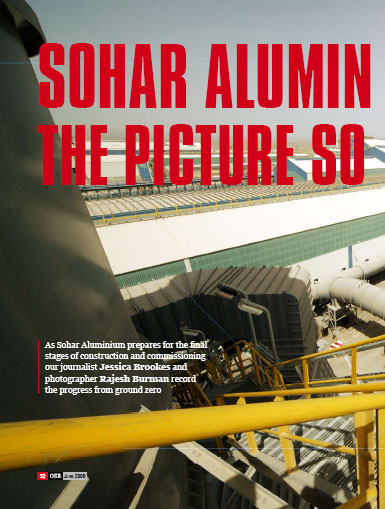 SOHAR ALUMIN
THE PICTURE SO
As Sohar Aluminium prepares for the final
stages of construction and commissioning
our journalist Jessica Brookes and
photographer Rajesh Burman record
the progress from ground zero
52 OER June 2008